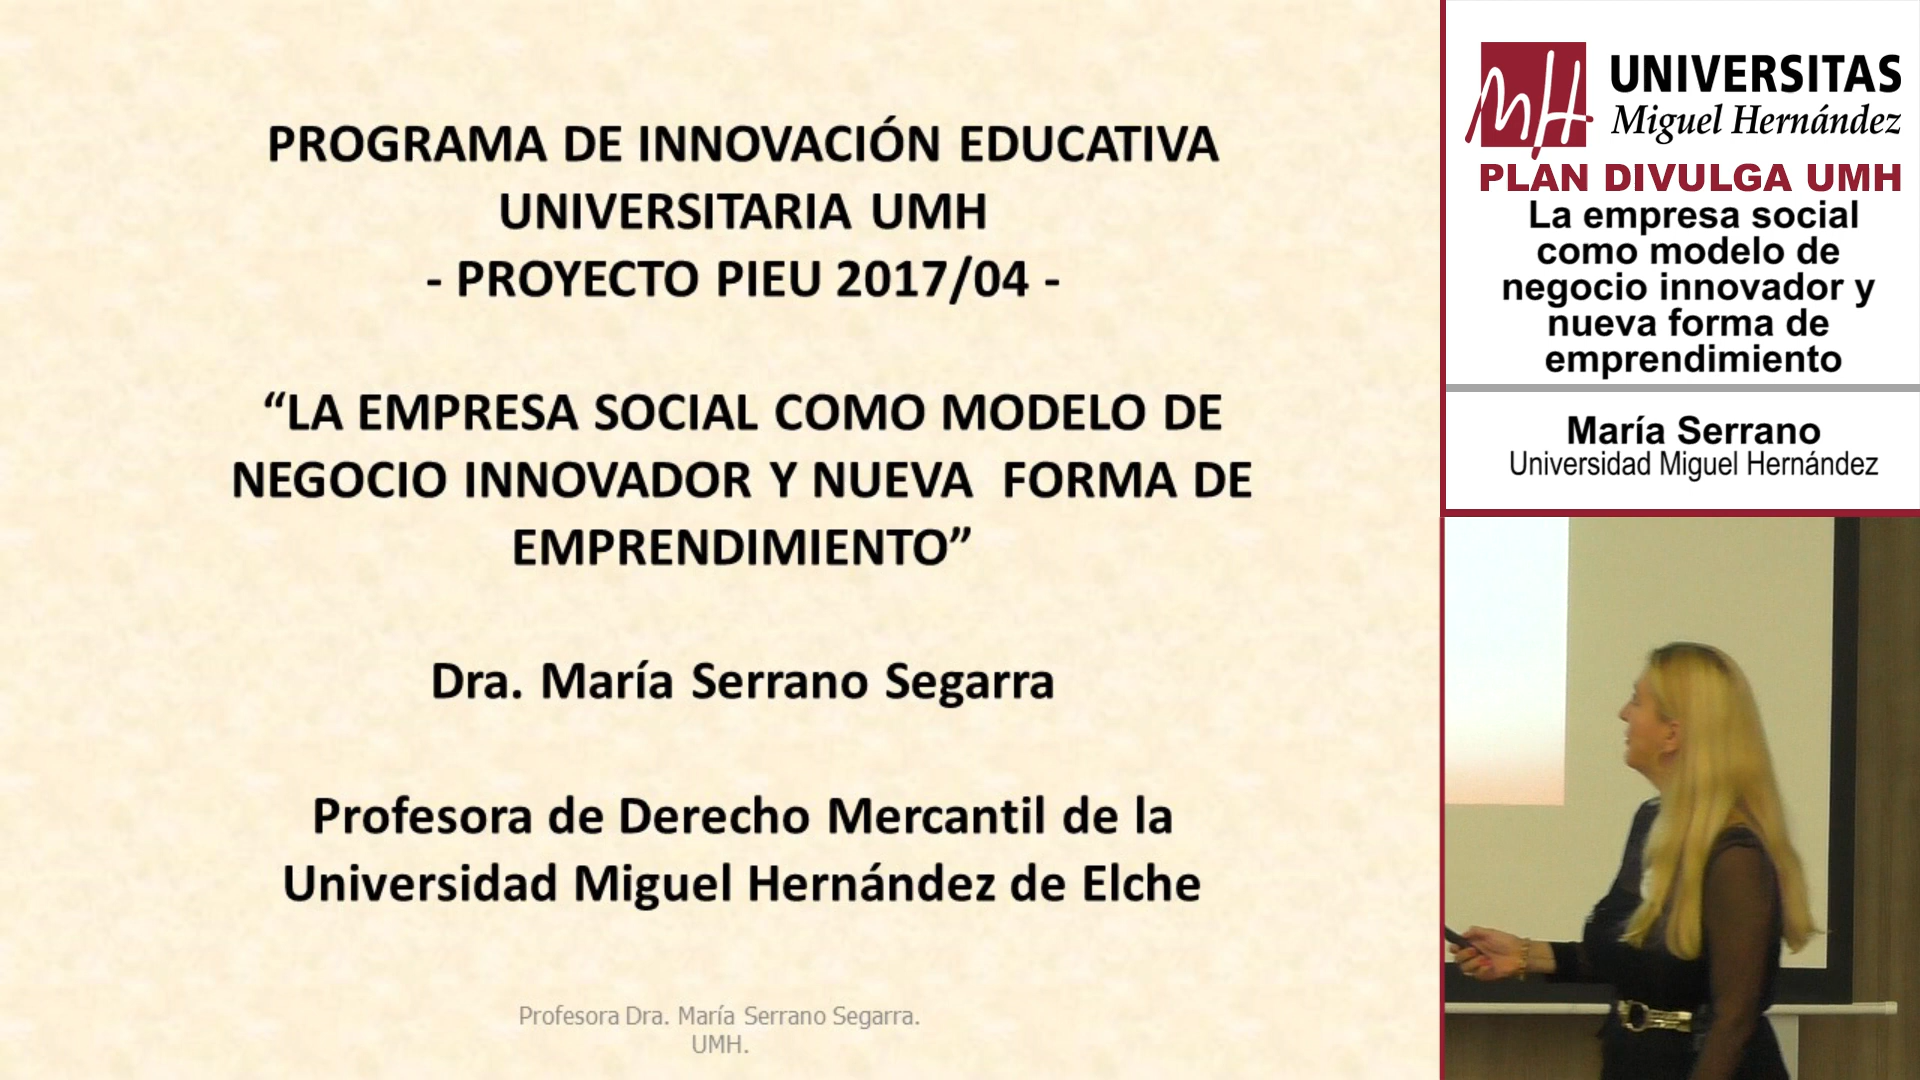 PROGRAMA DE INNOVACIÓN EDUCATIVA
UNIVERSITARIA UMH
- PROYECTO PIEU 2017/04 -
“LA EMPRESA SOCIAL COMO MODELO DE
NEGOCIO INNOVADOR Y NUEVA FORMA DE
EMPRENDIMIENTO”
Dra. María Serrano Segarra
Profesora de Derecho Mercantil de la
Universidad Miguel Hernández de Elche
Profesora Dra. María Serrano Segarra.
UMH.
MH
UNIVERSITAS
Miguel Hernández
PLAN DIVULGA UMH
La empresa social
como modelo de
negocio innovador y
nueva forma de
emprendimiento
María Serrano
Universidad Miguel Hernández